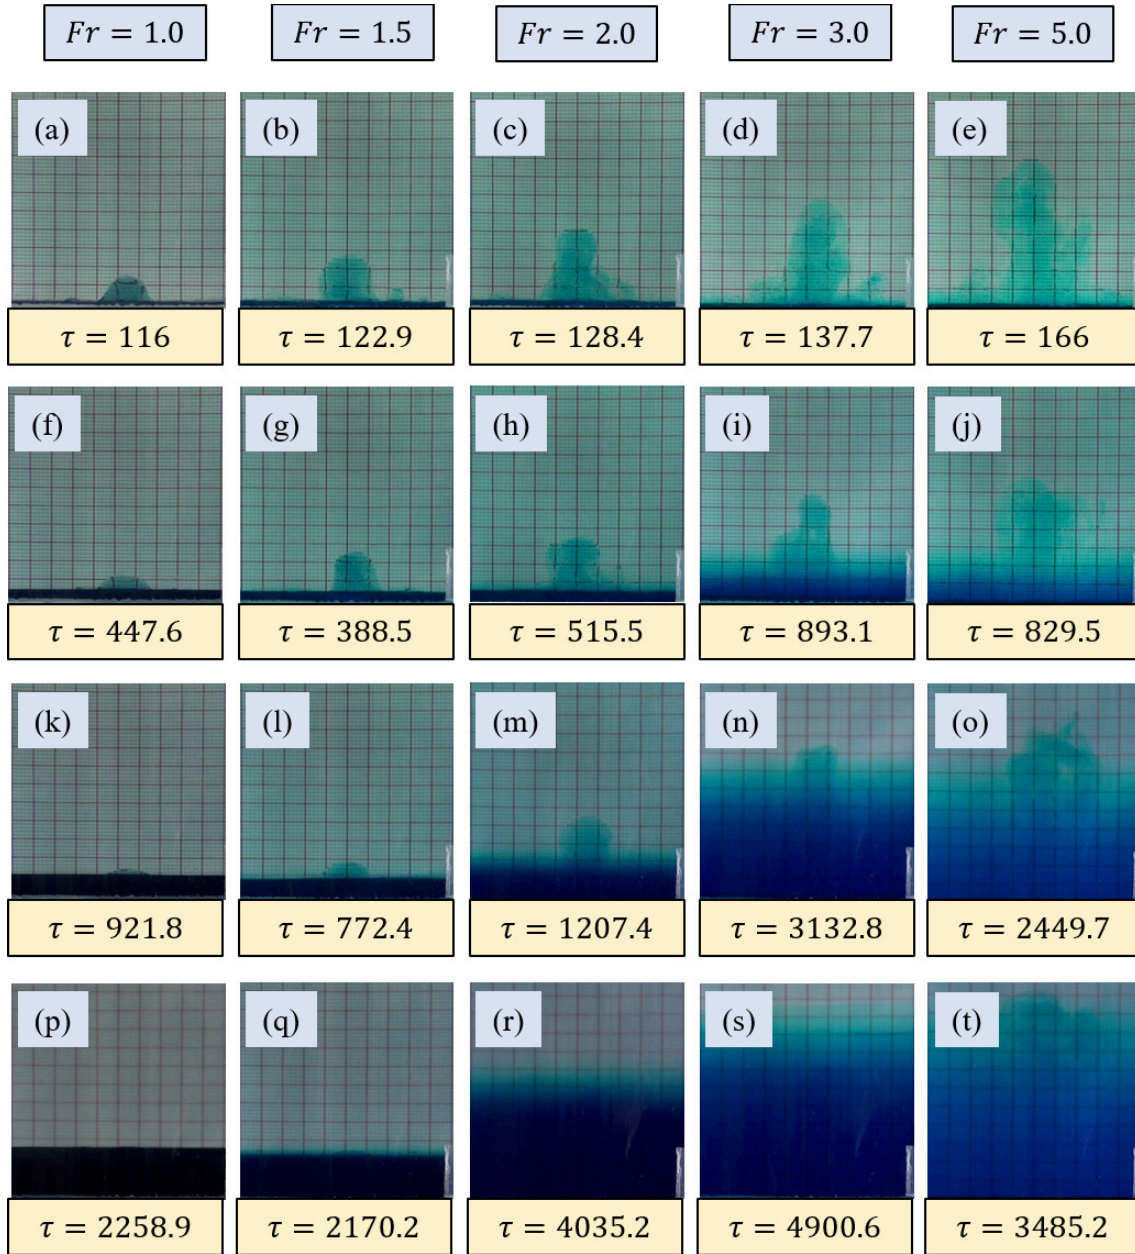 Fr = 1.0 Fr = 1.5 Fr = 2.0 Fr = 3.0 Fr = 5.0
(a) (b) (c) (d) (e)
τ = 116 τ = 122.9 τ = 128.4 τ = 137.7 τ = 166
(f) (g) (h) (i) (j)
τ = 447.6 τ = 388.5 τ = 515.5 τ = 893.1 τ = 829.5
(k) (l) (m) (n) (o)
τ = 921.8 τ = 772.4 τ = 1207.4 τ = 3132.8 τ = 2449.7
(p) (q) (r) (s) (t)
τ = 2258.9 τ = 2170.2 τ = 4035.2 τ = 4900.6 τ = 3485.2